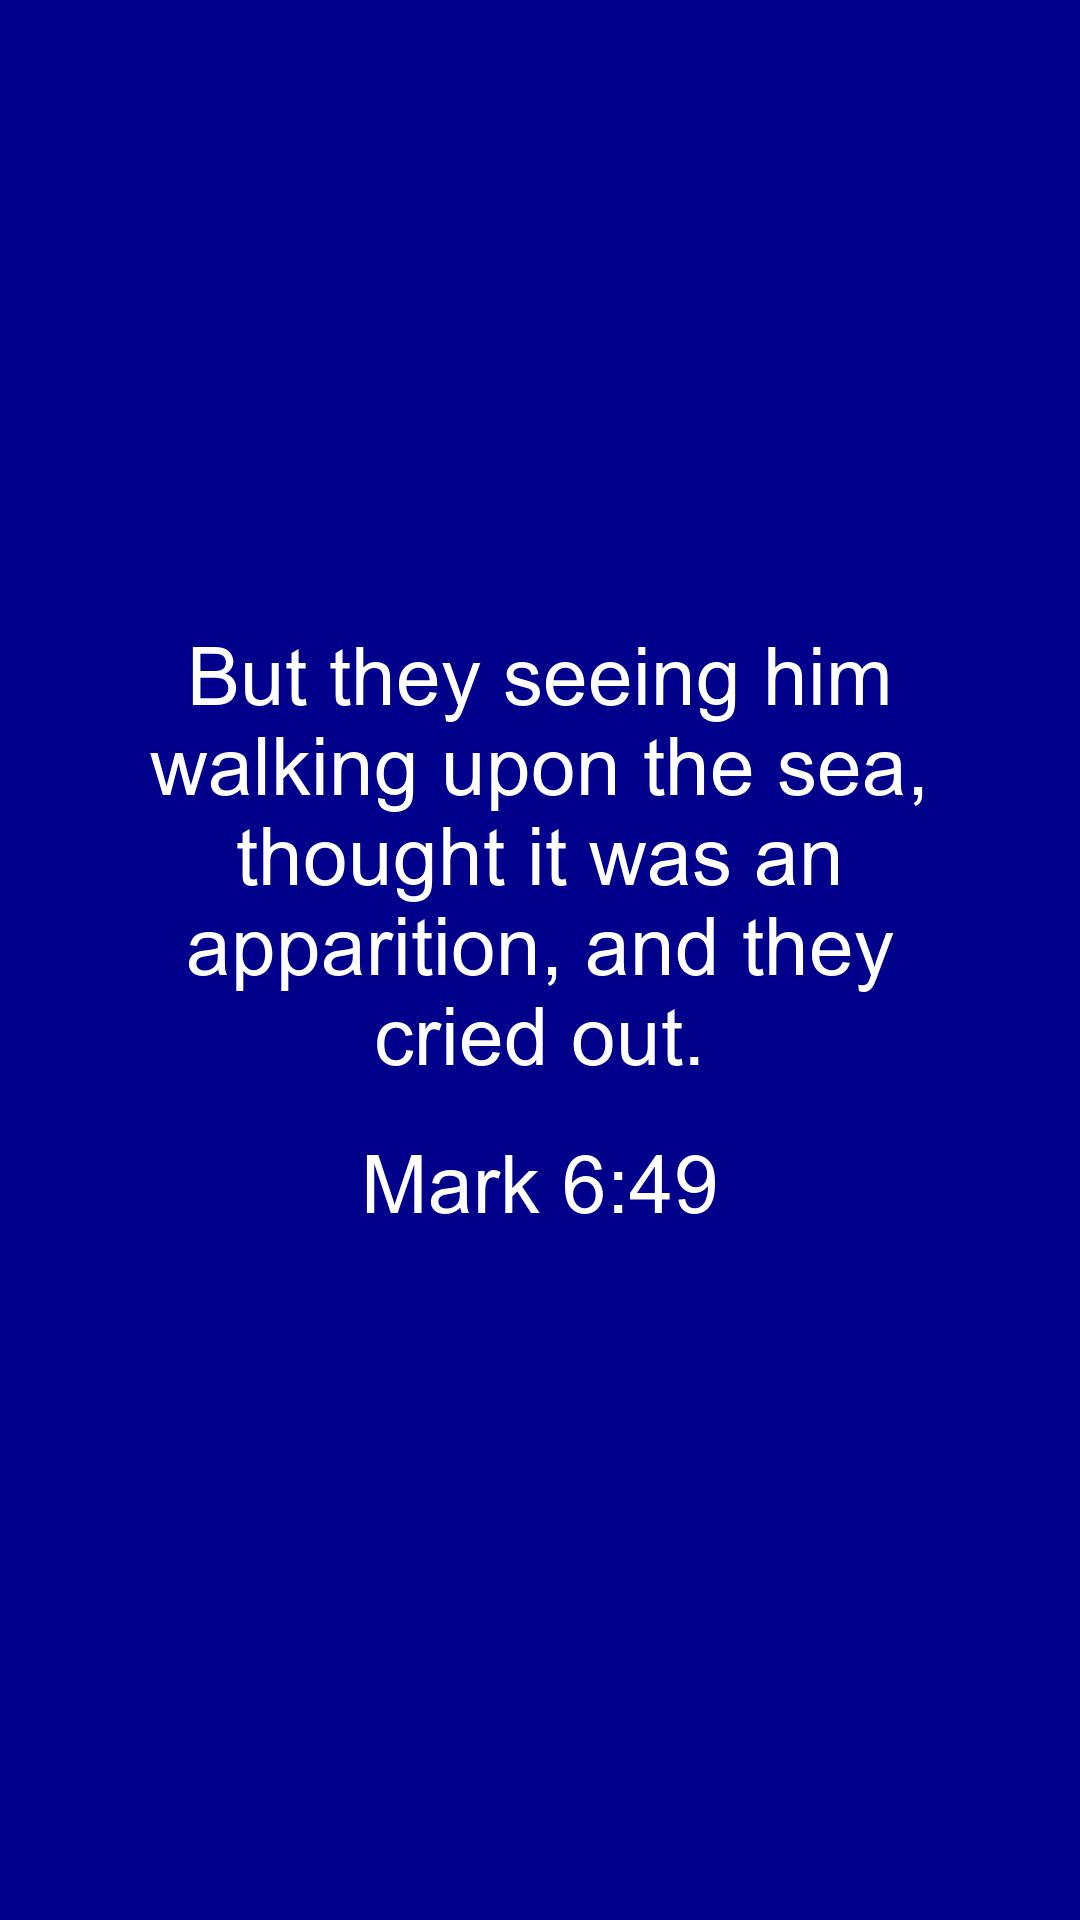 But they seeing him
walking upon the sea,
thought it was an
apparition, and they
cried out.
Mark 6:49